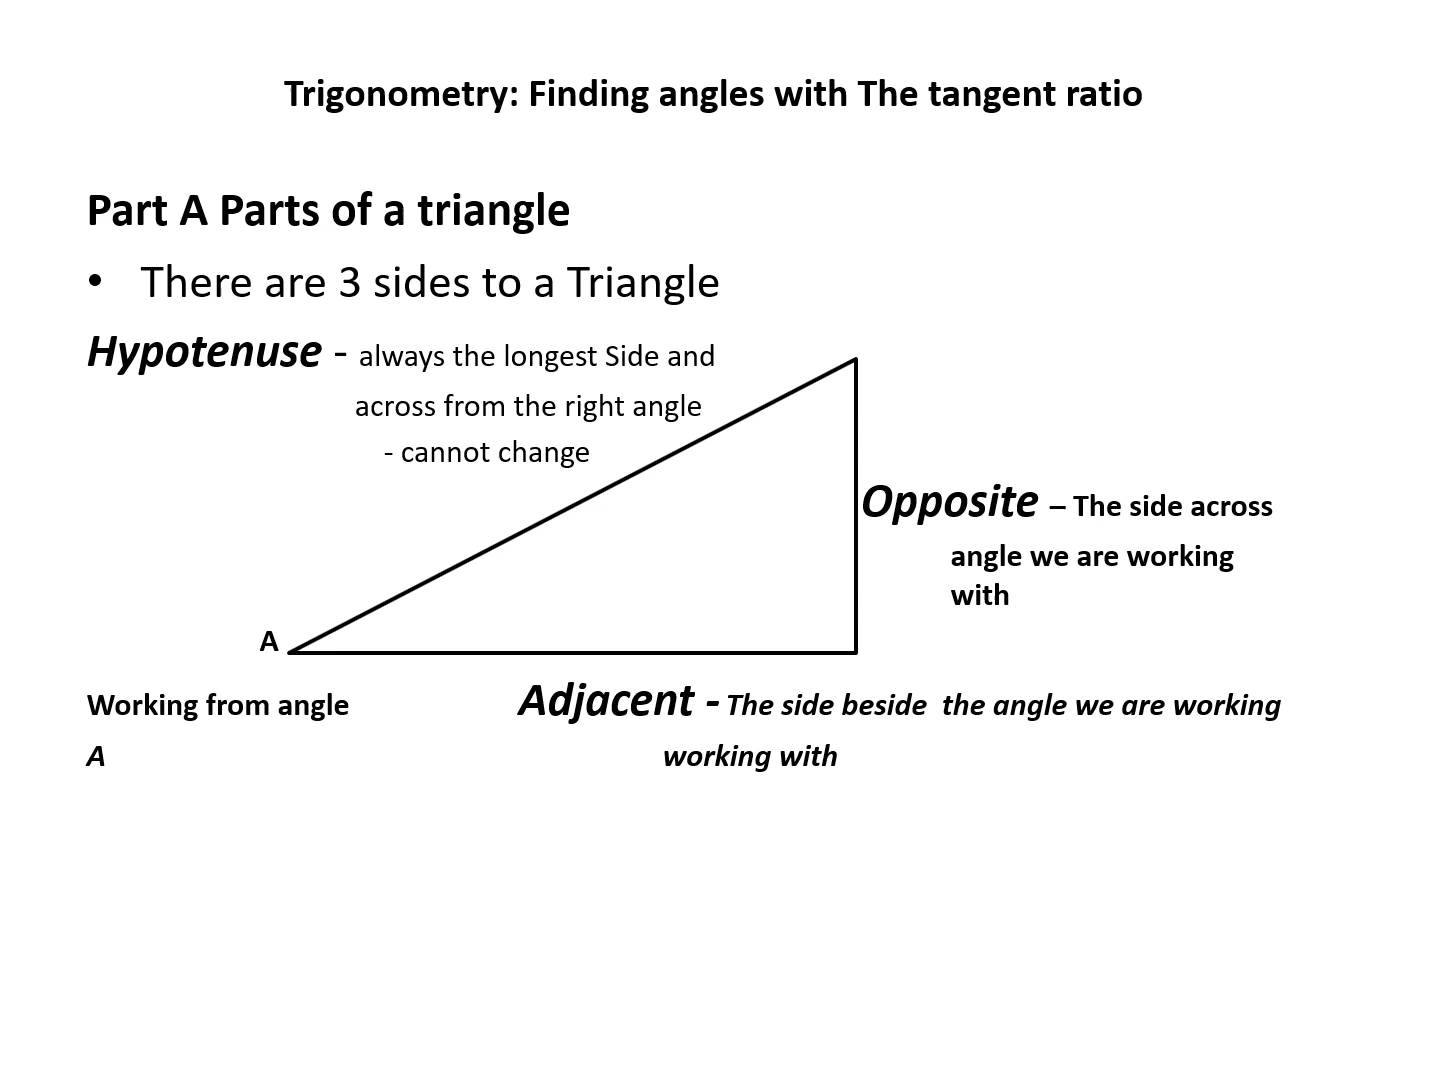 Trigonometry: Finding angles with The tangent ratio
Part A Parts of a triangle
• There are 3 sides to a Triangle
Hypotenuse - always the longest Side and
across from the right angle
- cannot change
Opposite – The side across
angle we are working
with
A
Working from angle
A
Adjacent - The side beside the angle we are working
working with